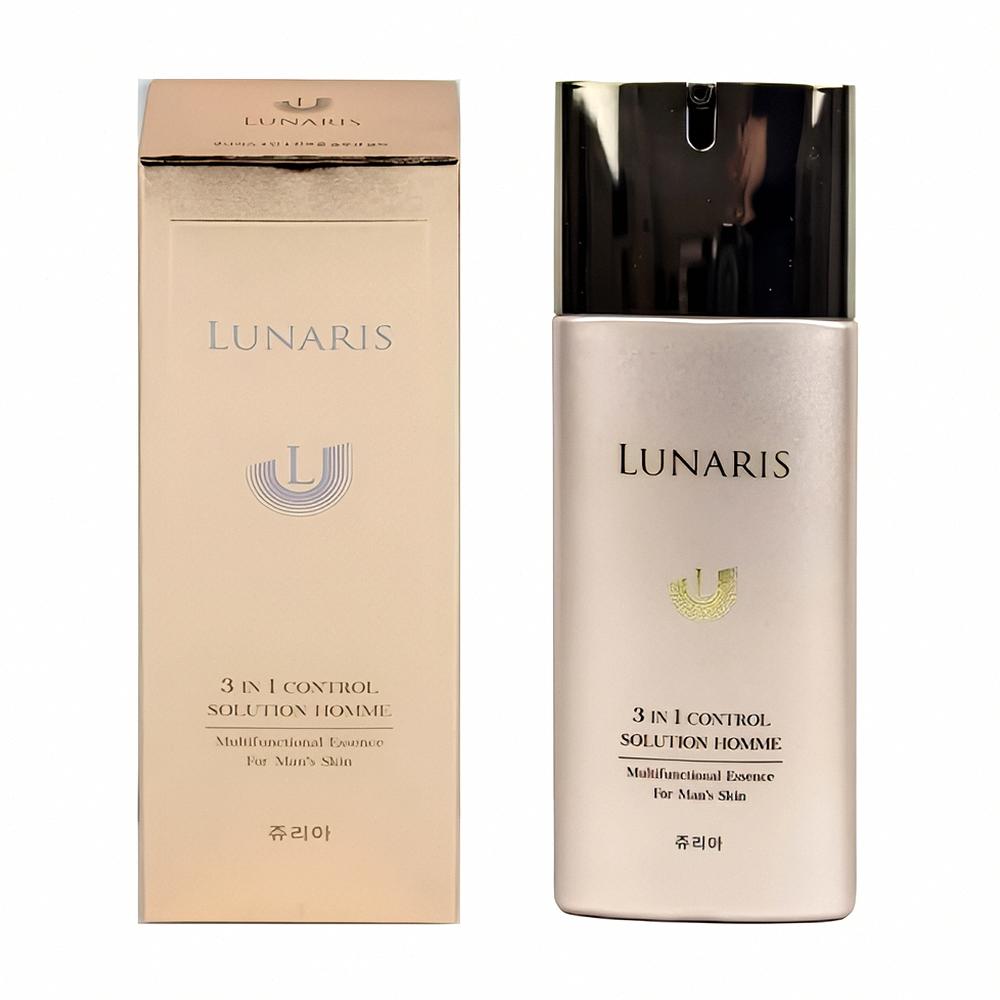 L
LUNARIS
LUNARIS
L
3 IN 1 CONTROL
SOLUTION HOMME
Multifunctional Essence
For Man's Skin
쥬리아
LUNARIS
L
3 IN 1 CONTROL
SOLUTION HOMME
Multifunctional Essence
For Man's Skin
쥬리아